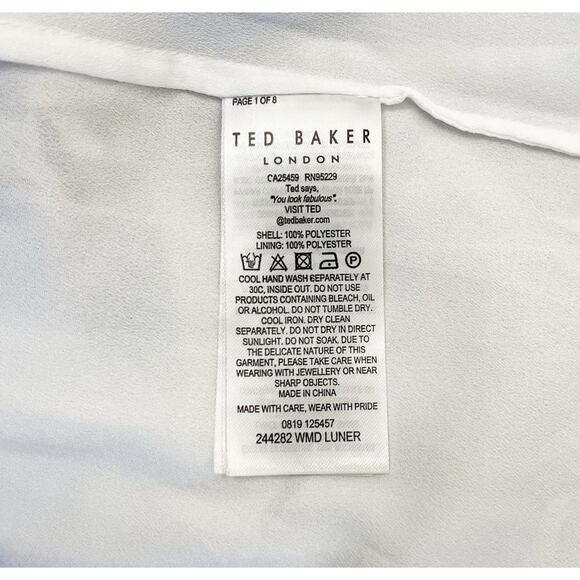 PAGE 1 OF 8
TED BAKER
LONDON
CA25459 RN95229
Ted says,
"You look fabulous".
VISIT TED
@tedbaker.com
SHELL: 100% POLYESTER
LINING: 100% POLYESTER
COOL HAND WASH SEPARATELY AT
30C, INSIDE OUT. DO NOT USE
PRODUCTS CONTAINING BLEACH, OIL
OR ALCOHOL. DO NOT TUMBLE DRY.
COOL IRON. DRY CLEAN
SEPARATELY. DO NOT DRY IN DIRECT
SUNLIGHT. DO NOT SOAK. DUE TO
THE DELICATE NATURE OF THIS
GARMENT, PLEASE TAKE CARE WHEN
WEARING WITH JEWELLERY OR NEAR
SHARP OBJECTS.
MADE IN CHINA
MADE WITH CARE, WEAR WITH PRIDE
0819 125457
244282 WMD LUNER